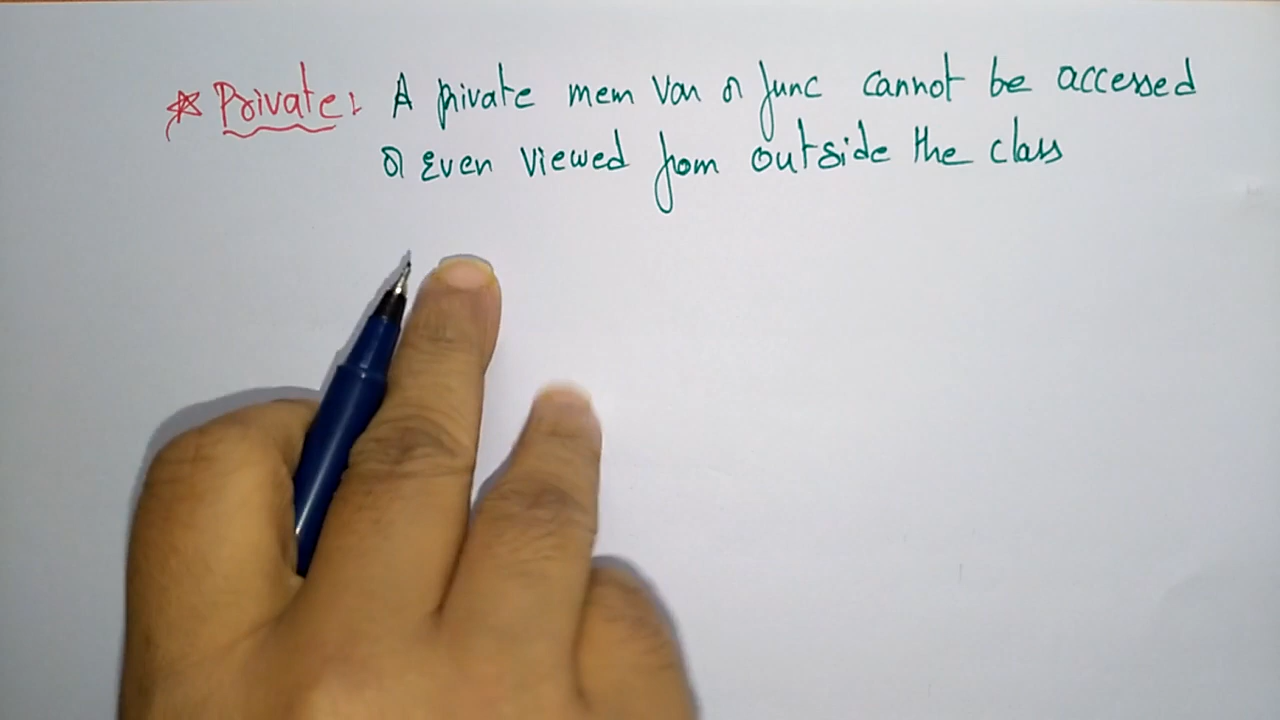 * Private: A private mem var or func cannot be accessed
or even viewed from outside the class